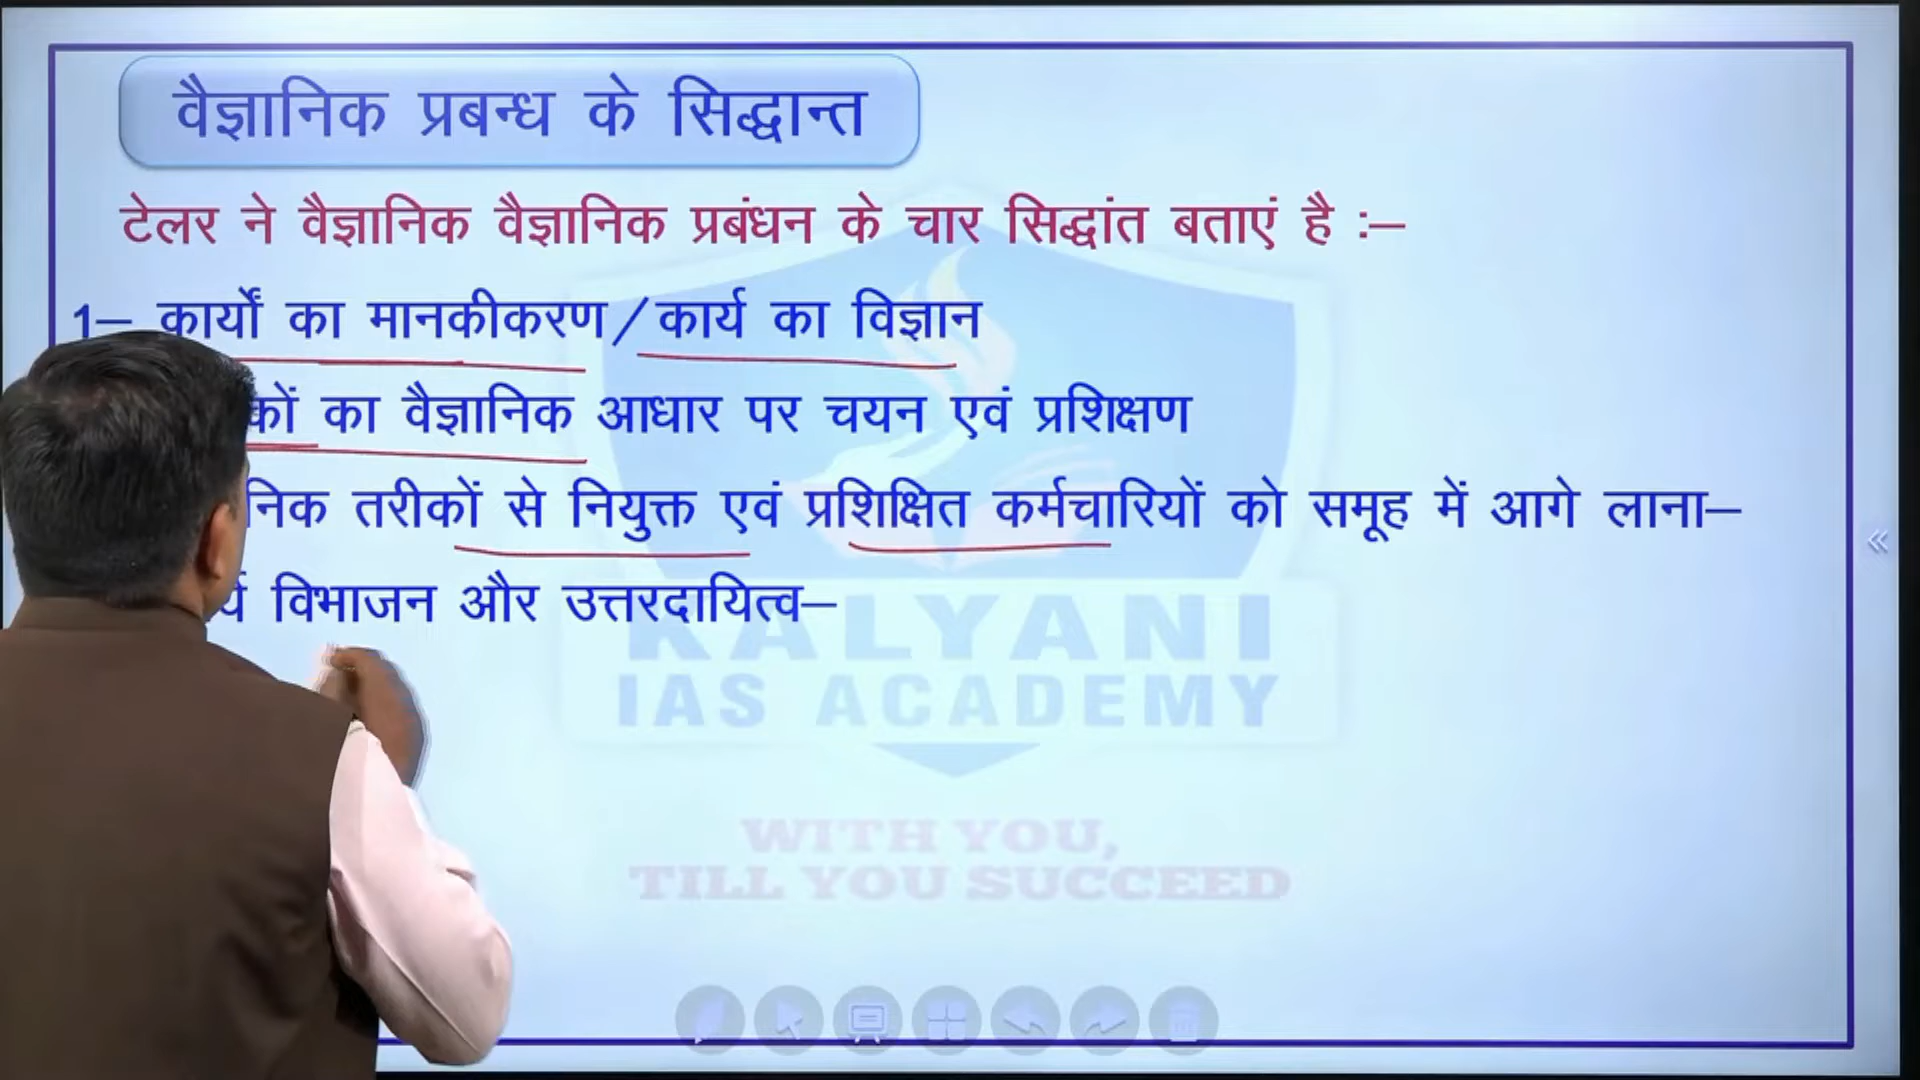 वैज्ञानिक प्रबन्ध के सिद्धान्त
टेलर ने वैज्ञानिक वैज्ञानिक प्रबंधन के चार सिद्धांत बताएं है :–
1– कार्यों का मानकीकरण/कार्य का विज्ञान
का वैज्ञानिक आधार पर चयन एवं प्रशिक्षण
तरीकों से नियुक्त एवं प्रशिक्षित कर्मचारियों को समूह में आगे लाना–
विभाजन और उत्तरदायित्व–
KALYANI
IAS ACADEMY
WITH YOU,
TILL YOU SUCCEED